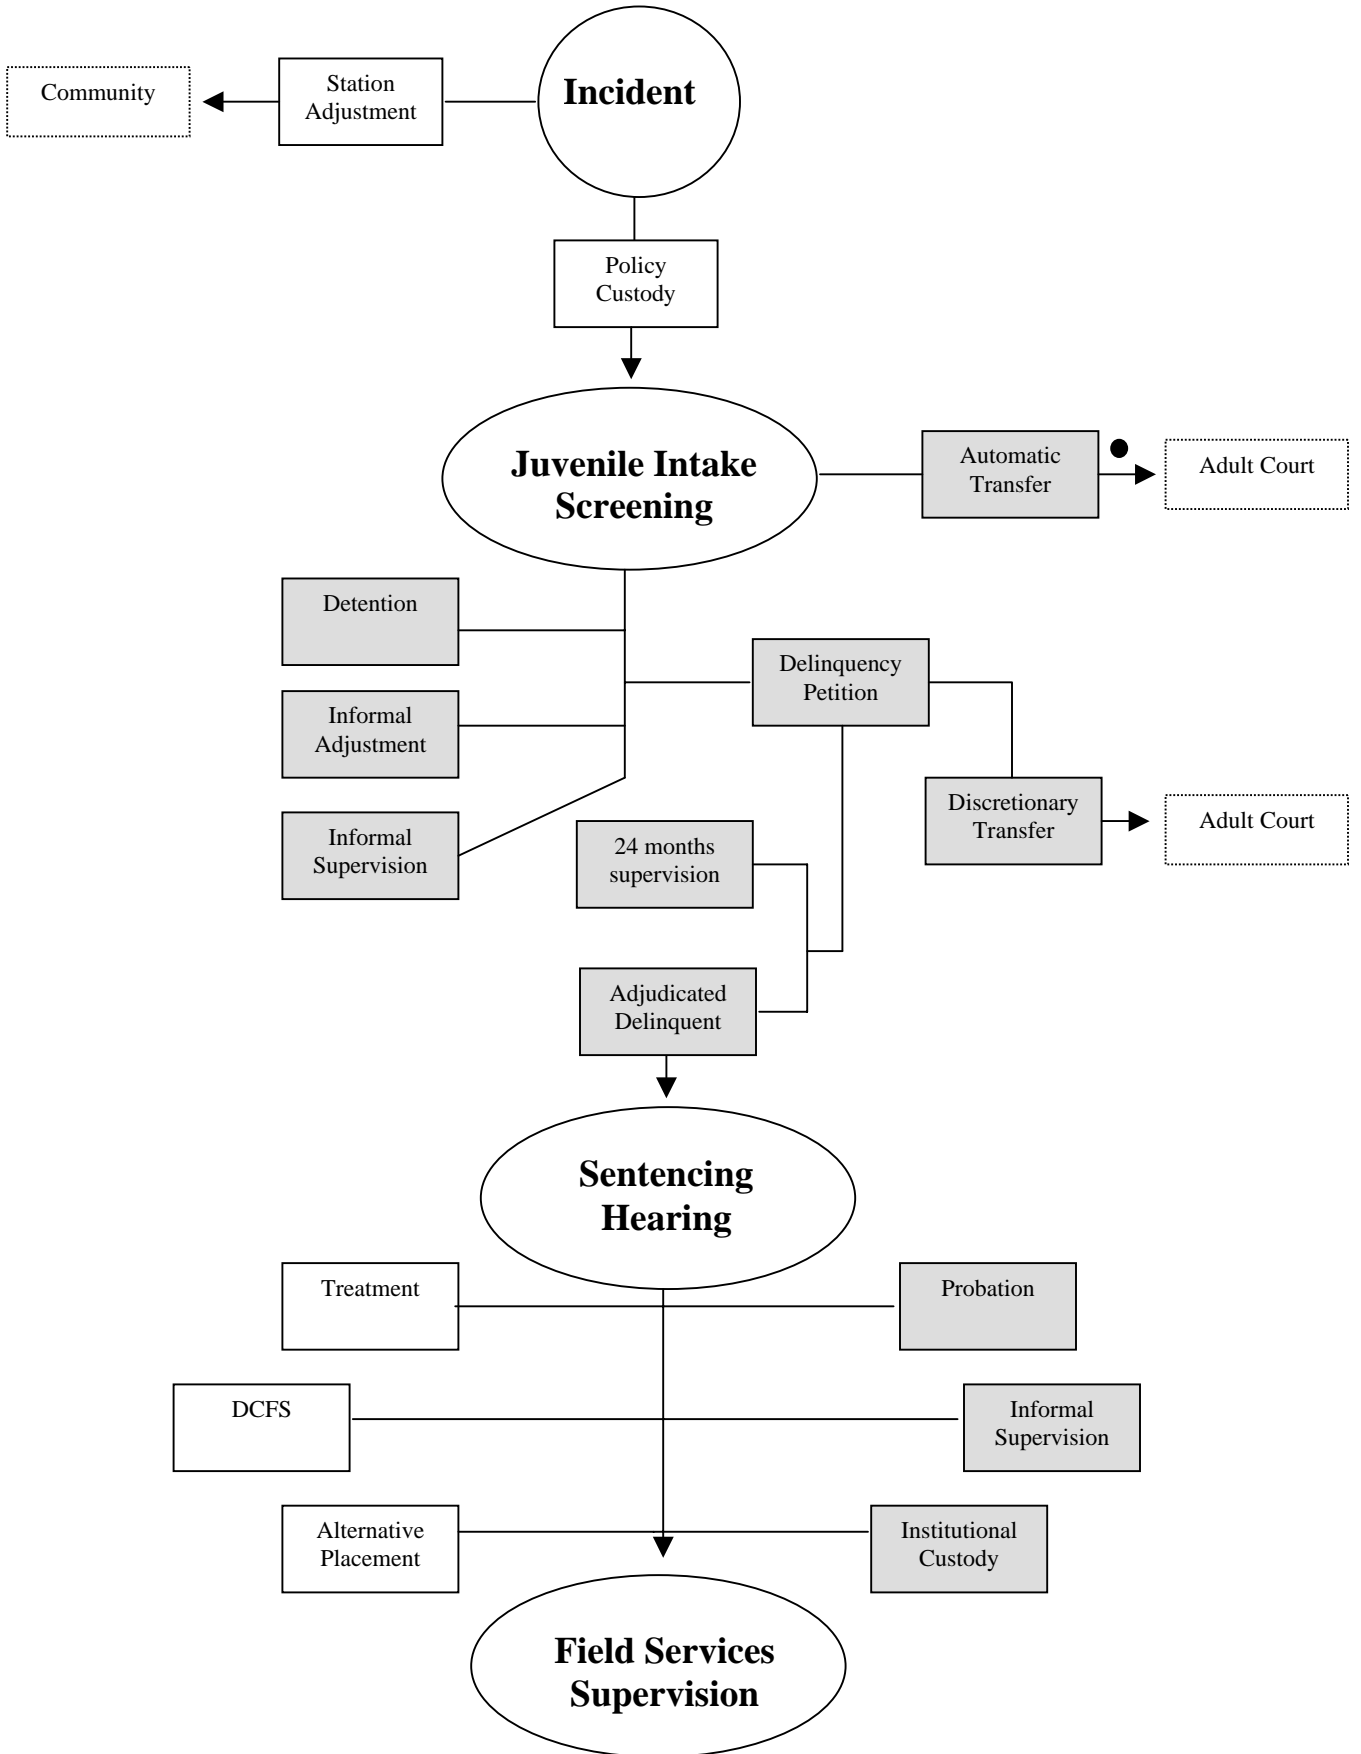 Community
Station
Adjustment
Incident
Policy
Custody
Juvenile Intake
Screening
Automatic
Transfer
Adult Court
Detention
Delinquency
Petition
Informal
Adjustment
Discretionary
Transfer
Adult Court
Informal
Supervision
24 months
supervision
Adjudicated
Delinquent
Sentencing
Hearing
Treatment
Probation
DCFS
Informal
Supervision
Alternative
Placement
Institutional
Custody
Field Services
Supervision